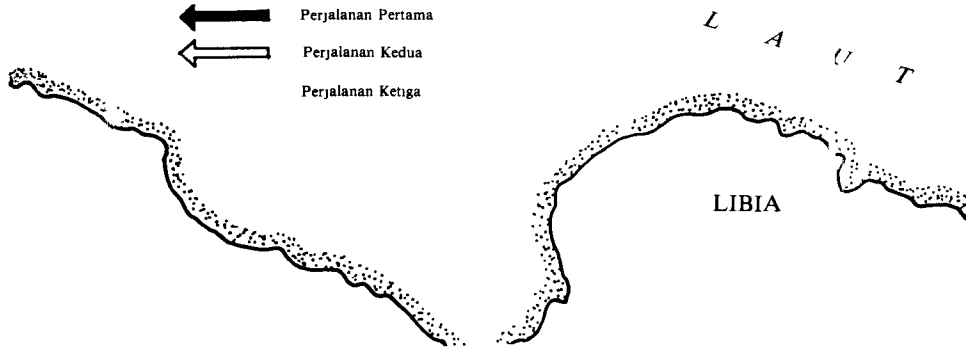 Perjalanan Pertama
Perjalanan Kedua
Perjalanan Ketiga
L A U T
LIBIA